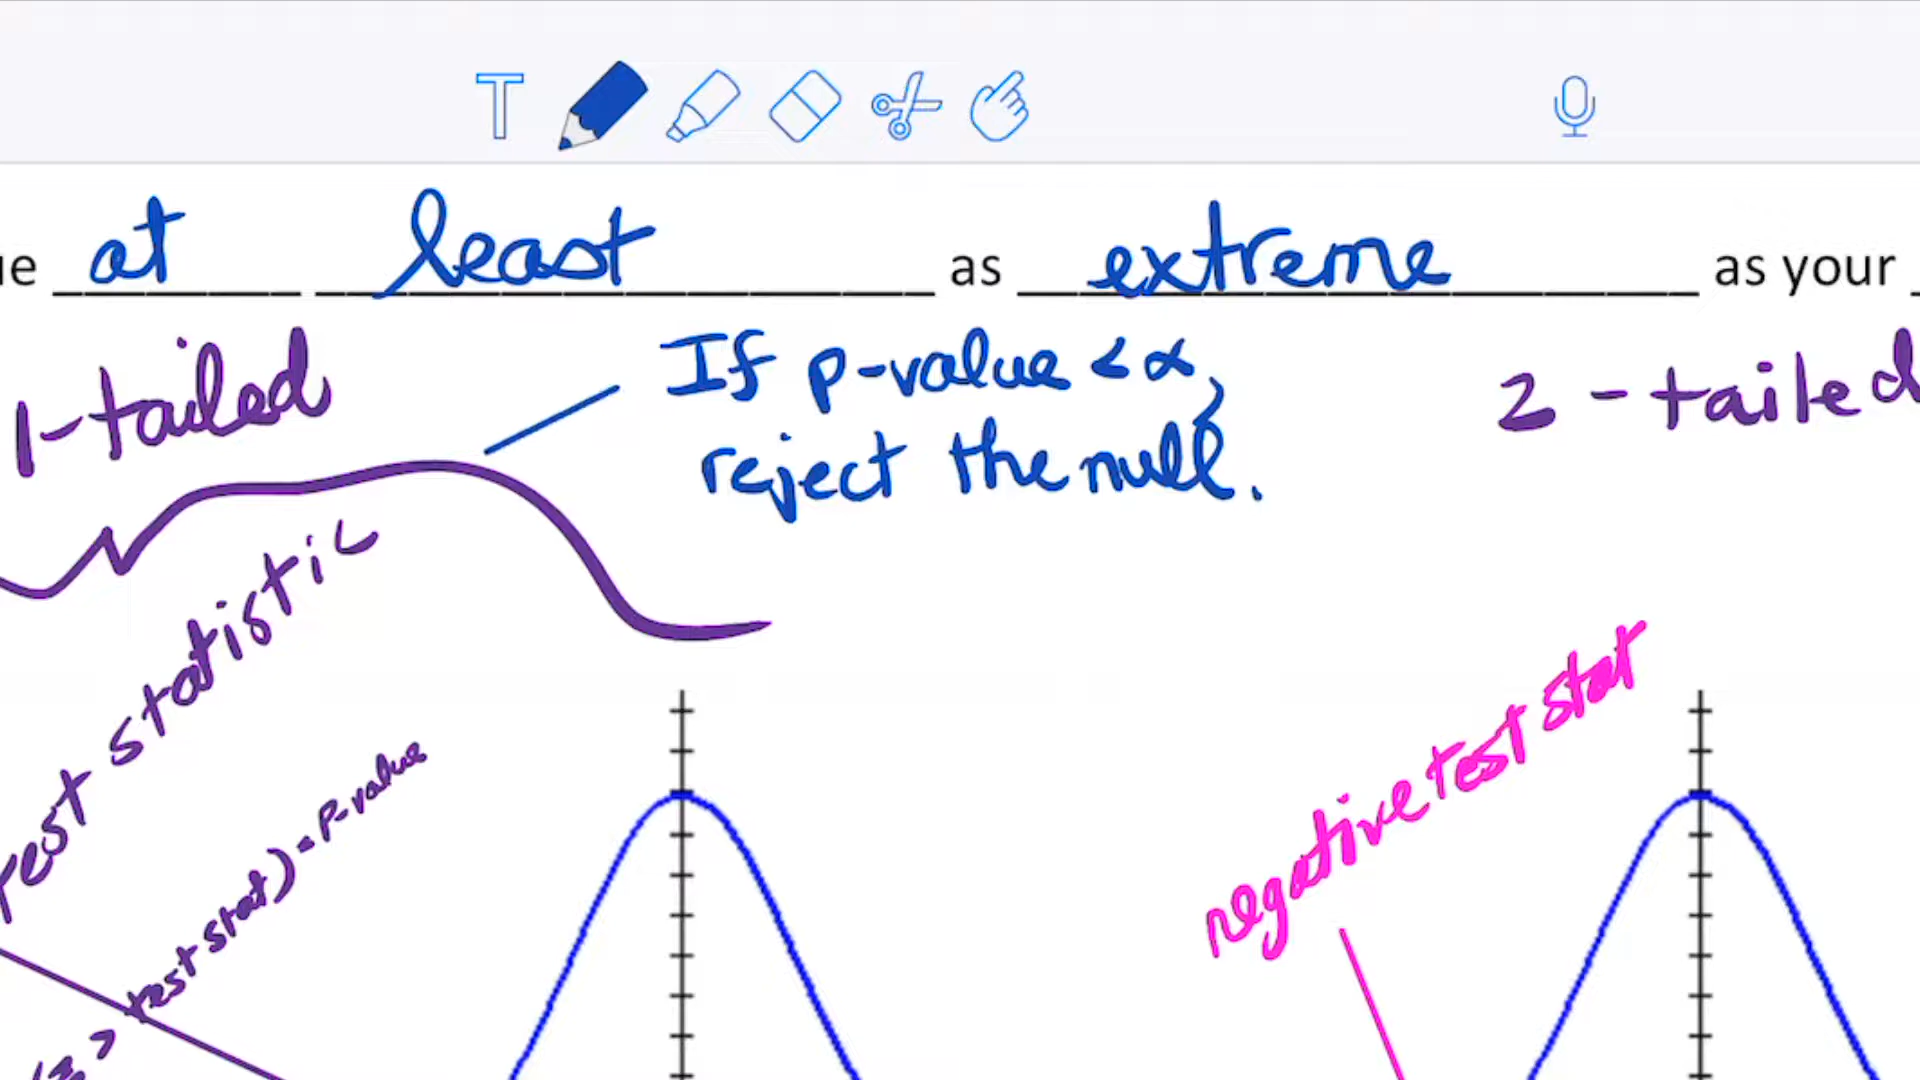 ue at least as extreme as your
1-tailed
If p-value < α,
reject the null.
2-tailed
test statistic
z > test stat) = p-value
negative test stat